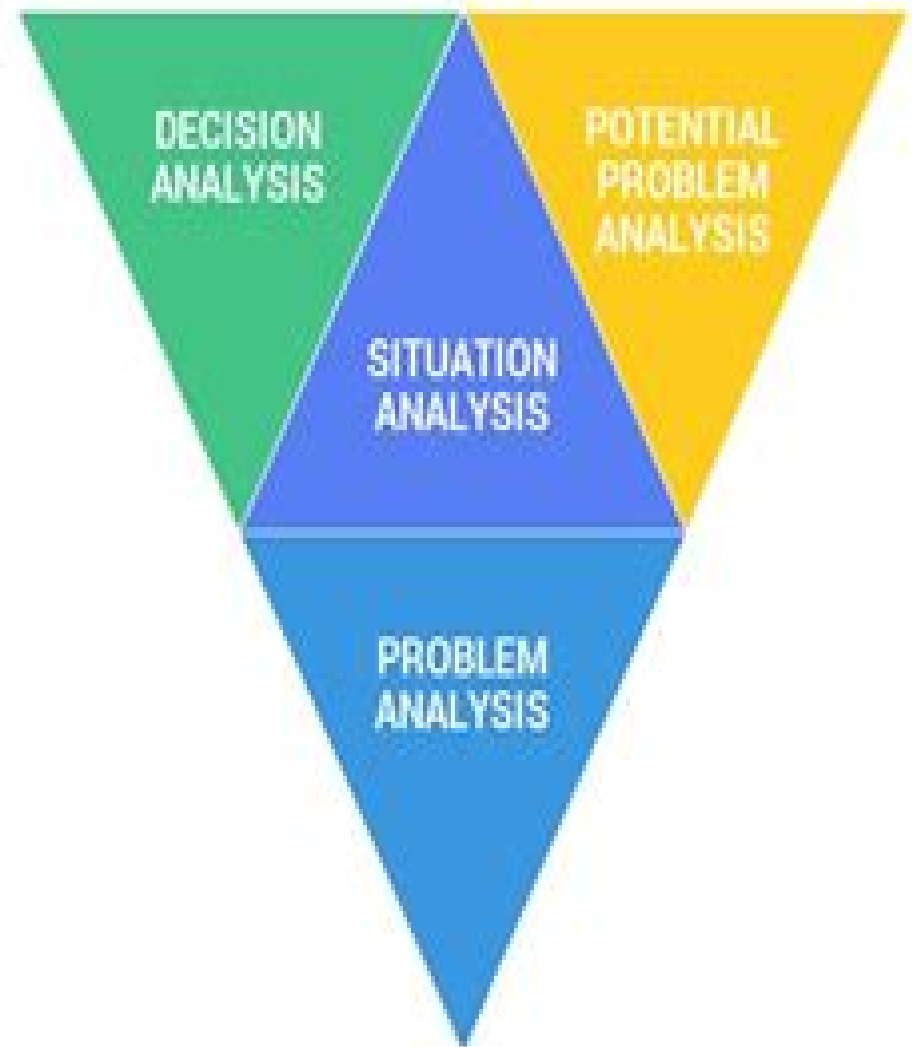 DECISION
ANALYSIS
POTENTIAL
PROBLEM
ANALYSIS
SITUATION
ANALYSIS
PROBLEM
ANALYSIS